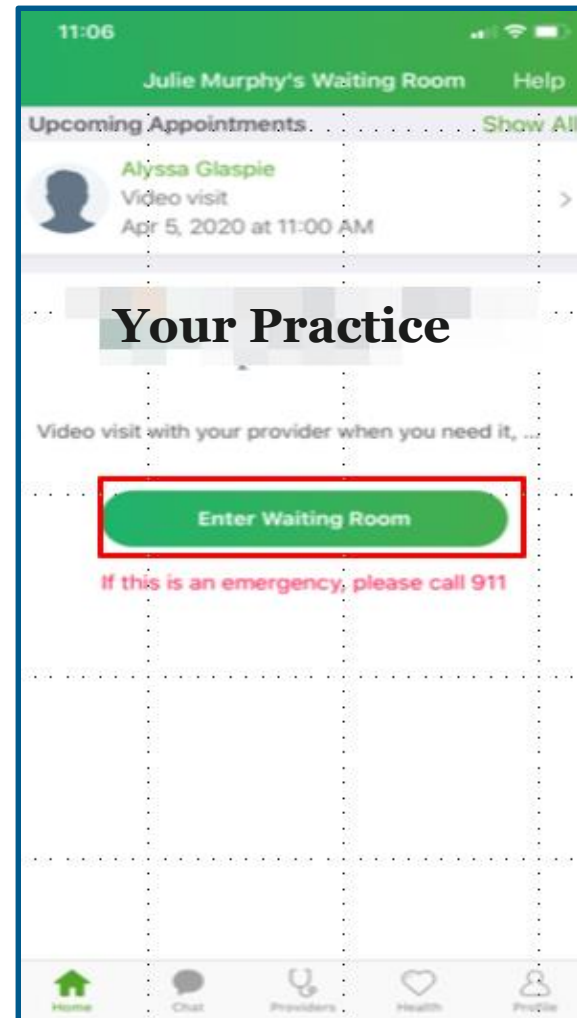 11:06
Julie Murphy's Waiting Room Help
Upcoming Appointments Show All
Alyssa Glaspie
Video visit
Apr 5, 2020 at 11:00 AM
Your Practice
Video visit with your provider when you need it, ...
Enter Waiting Room
If this is an emergency, please call 911
Home Chat Providers Health Profile